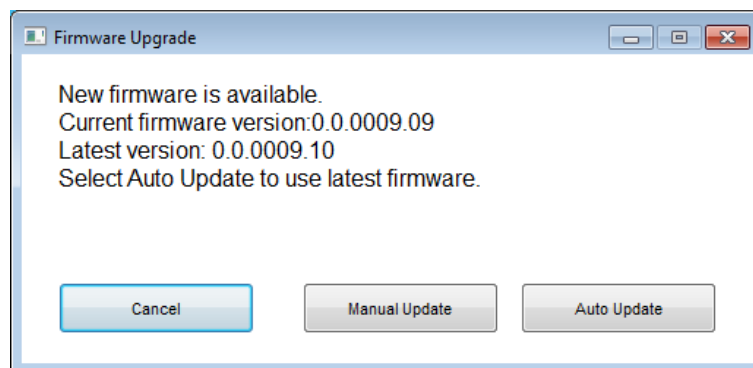 Firmware Upgrade
New firmware is available.
Current firmware version:0.0.0009.09
Latest version: 0.0.0009.10
Select Auto Update to use latest firmware.
Cancel Manual Update Auto Update